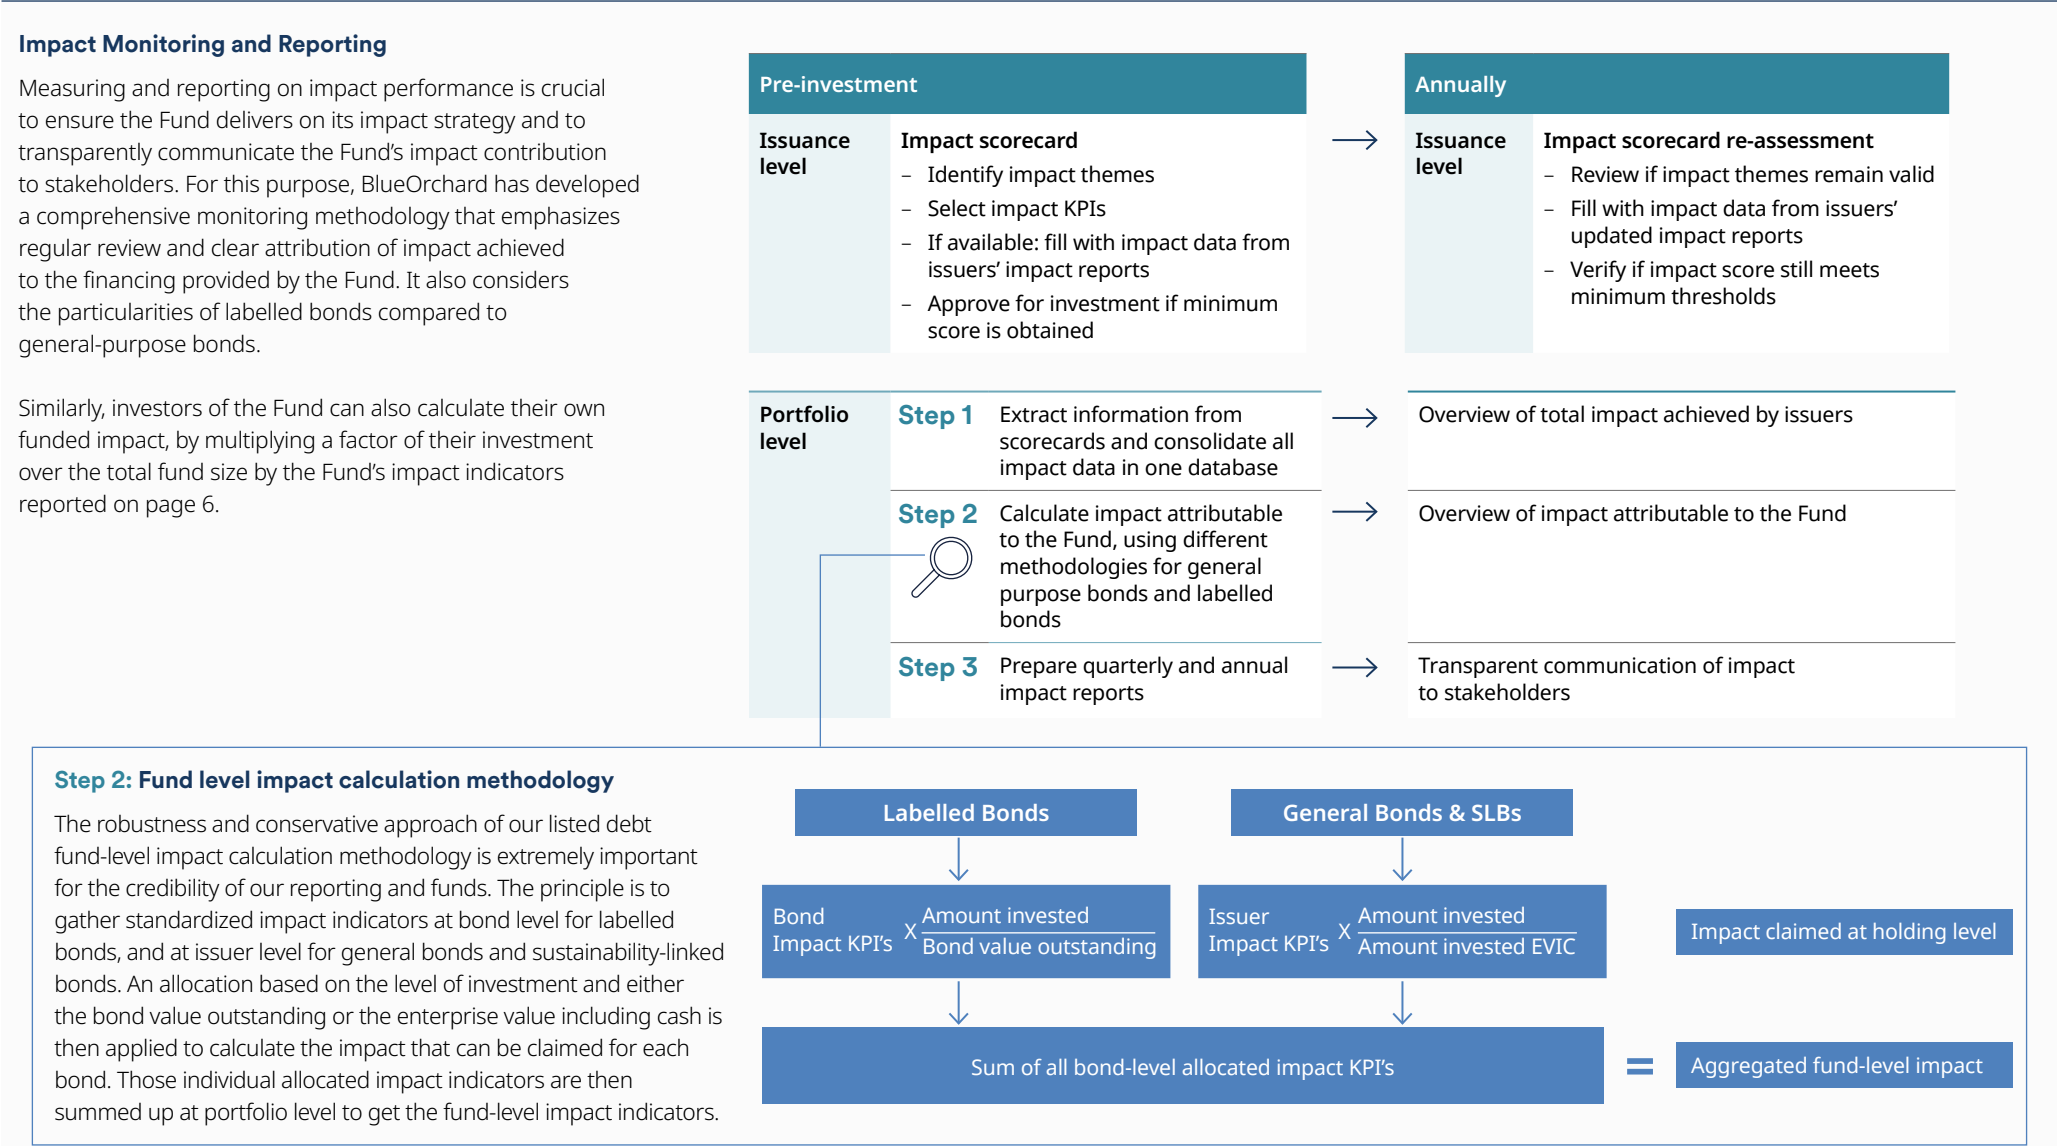 Impact Monitoring and Reporting
Measuring and reporting on impact performance is crucial
to ensure the Fund delivers on its impact strategy and to
transparently communicate the Fund’s impact contribution
to stakeholders. For this purpose, BlueOrchard has developed
a comprehensive monitoring methodology that emphasizes
regular review and clear attribution of impact achieved
to the financing provided by the Fund. It also considers
the particularities of labelled bonds compared to
general-purpose bonds.
Similarly, investors of the Fund can also calculate their own
funded impact, by multiplying a factor of their investment
over the total fund size by the Fund’s impact indicators
reported on page 6.
Pre-investment
Issuance
level
Impact scorecard
– Identify impact themes
– Select impact KPIs
– If available: fill with impact data from
issuers’ impact reports
– Approve for investment if minimum
score is obtained
Annually
Issuance
level
Impact scorecard re-assessment
– Review if impact themes remain valid
– Fill with impact data from issuers’
updated impact reports
– Verify if impact score still meets
minimum thresholds
Portfolio
level
Step 1
Extract information from
scorecards and consolidate all
impact data in one database
Overview of total impact achieved by issuers
Step 2
Calculate impact attributable
to the Fund, using different
methodologies for general
purpose bonds and labelled
bonds
Overview of impact attributable to the Fund
Step 3
Prepare quarterly and annual
impact reports
Transparent communication of impact
to stakeholders
Step 2: Fund level impact calculation methodology
The robustness and conservative approach of our listed debt
fund-level impact calculation methodology is extremely important
for the credibility of our reporting and funds. The principle is to
gather standardized impact indicators at bond level for labelled
bonds, and at issuer level for general bonds and sustainability-linked
bonds. An allocation based on the level of investment and either
the bond value outstanding or the enterprise value including cash is
then applied to calculate the impact that can be claimed for each
bond. Those individual allocated impact indicators are then
summed up at portfolio level to get the fund-level impact indicators.
Labelled Bonds
Bond
Impact KPI’s
X
Amount invested
Bond value outstanding
General Bonds & SLBs
Issuer
Impact KPI’s
X
Amount invested
Amount invested EVIC
Impact claimed at holding level
Sum of all bond-level allocated impact KPI’s
=
Aggregated fund-level impact